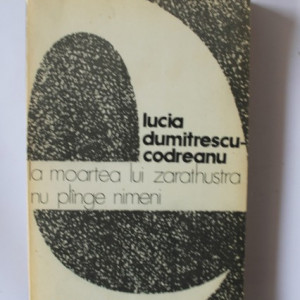 lucia
dumitrescu-
codreanu
la moartea lui zarathustra
nu plînge nimeni